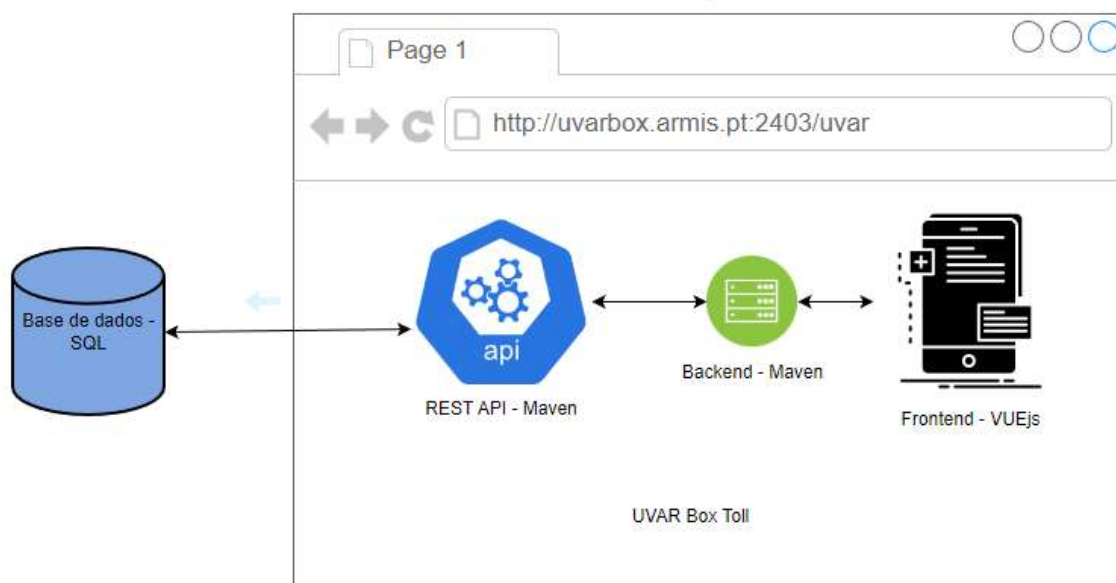 Page 1
http://uvarbox.armis.pt:2403/uvar
Base de dados -
SQL
api
REST API - Maven
Backend - Maven
Frontend - VUEjs
UVAR Box Toll